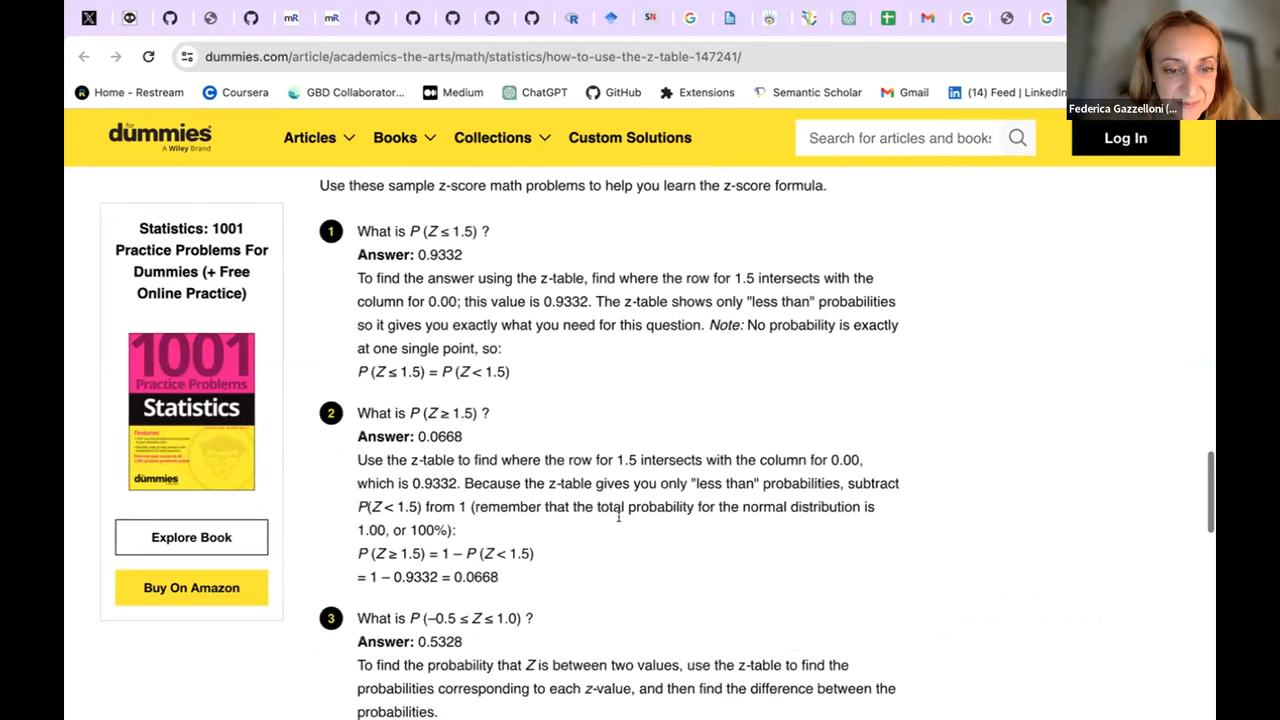 mR
mR
SN
dummies.com/article/academics-the-arts/math/statistics/how-to-use-the-z-table-147241/
Federica Gazzelloni (...
Home - Restream
Coursera
GBD Collaborator...
Medium
ChatGPT
GitHub
Extensions
Semantic Scholar
Gmail
(14) Feed | LinkedIn
for dummies
A Wiley Brand
Articles
Books
Collections
Custom Solutions
Search for articles and books
Log In
Use these sample z-score math problems to help you learn the z-score formula.
Statistics: 1001
Practice Problems For
Dummies (+ Free
Online Practice)
1001
Practice Problems
Statistics
dummies
Explore Book
Buy On Amazon
1 What is P (Z ≤ 1.5) ?
Answer: 0.9332
To find the answer using the z-table, find where the row for 1.5 intersects with the
column for 0.00; this value is 0.9332. The z-table shows only "less than" probabilities
so it gives you exactly what you need for this question. Note: No probability is exactly
at one single point, so:
P (Z ≤ 1.5) = P (Z < 1.5)
2 What is P (Z ≥ 1.5) ?
Answer: 0.0668
Use the z-table to find where the row for 1.5 intersects with the column for 0.00,
which is 0.9332. Because the z-table gives you only "less than" probabilities, subtract
P(Z < 1.5) from 1 (remember that the total probability for the normal distribution is
1.00, or 100%):
P (Z ≥ 1.5) = 1 – P (Z < 1.5)
= 1 – 0.9332 = 0.0668
3 What is P (–0.5 ≤ Z ≤ 1.0) ?
Answer: 0.5328
To find the probability that Z is between two values, use the z-table to find the
probabilities corresponding to each z-value, and then find the difference between the
probabilities.